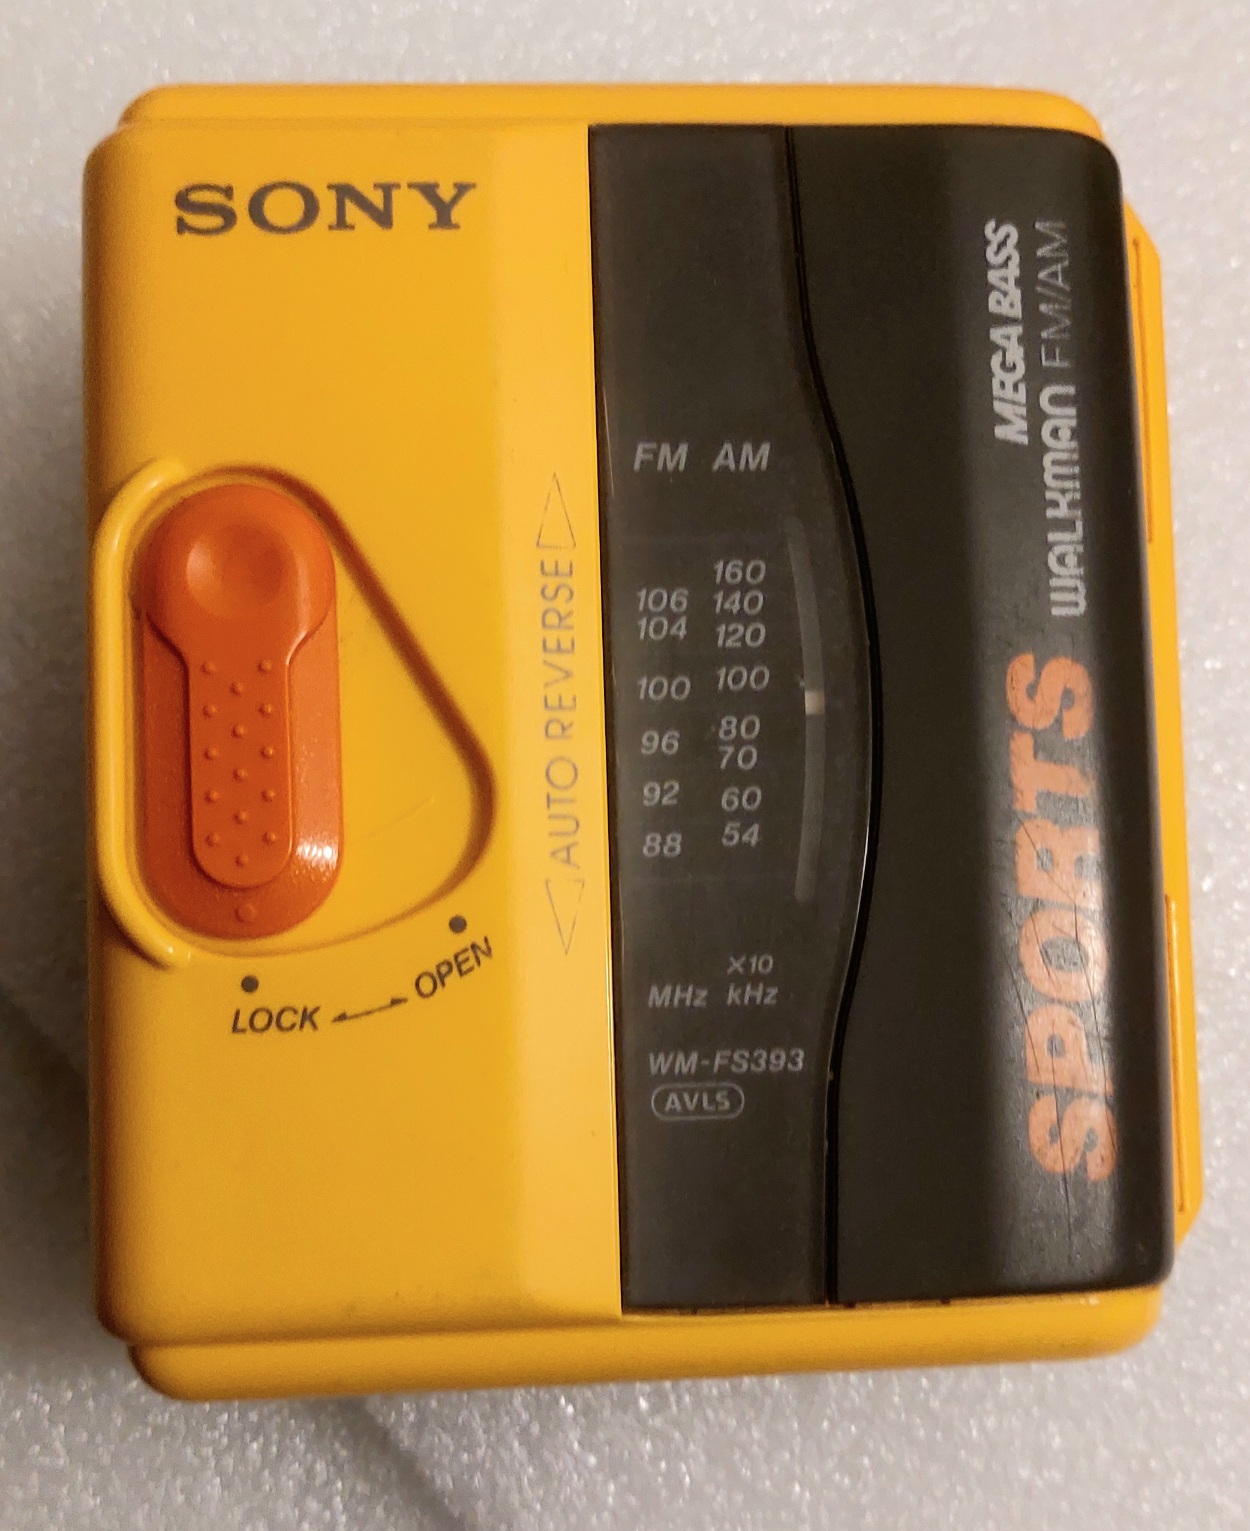 SONY
LOCK OPEN
AUTO REVERSE
FM AM
160
106 140
104 120
100 100
96 80
70
92 60
88 54
X10
MHz kHz
WM-FS393
AVLS
MEGA BASS
SPORTS WALKMAN FM/AM